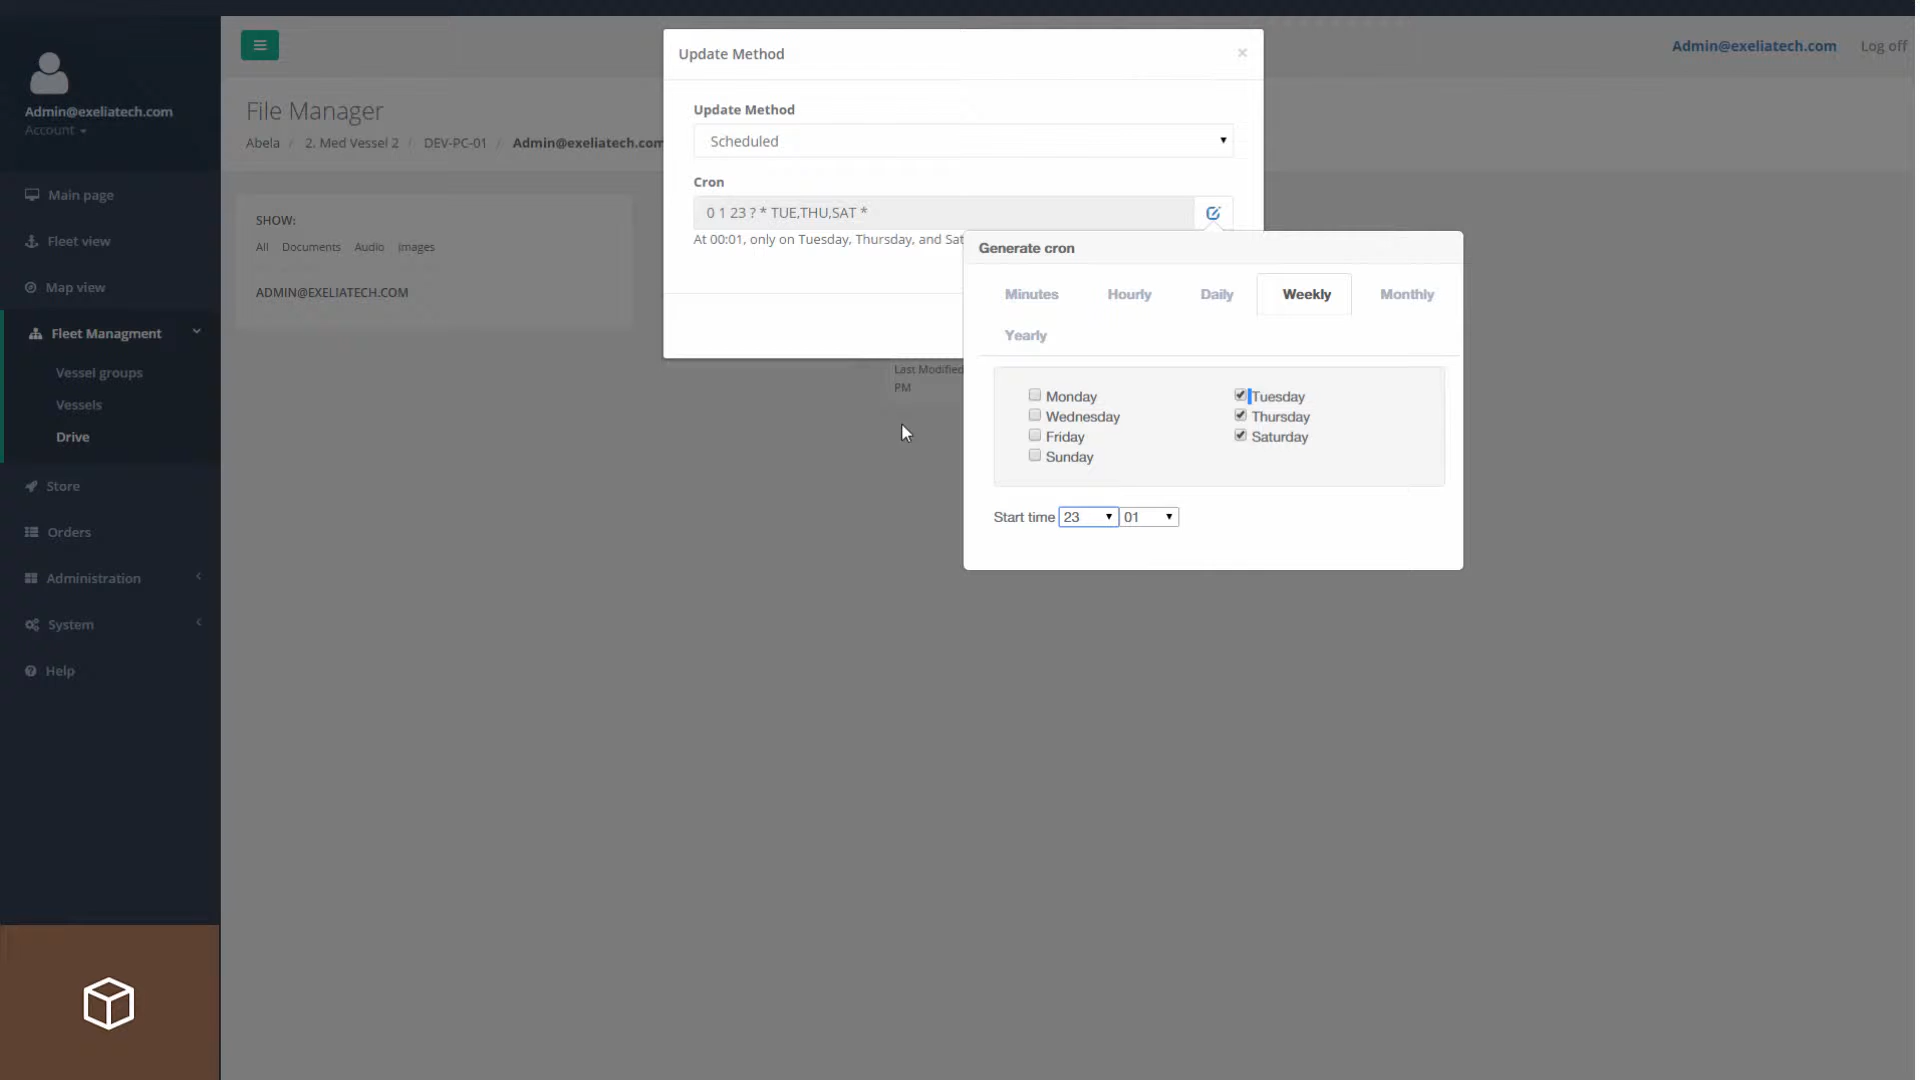 Admin@exeliatech.com
Account
Main page
Fleet view
Map view
Fleet Managment
Vessel groups
Vessels
Drive
Store
Orders
Administration
System
Help
Admin@exeliatech.com Log off
File Manager
Abela / 2. Med Vessel 2 / DEV-PC-01 / Admin@exeliatech.com
SHOW:
All Documents Audio Images
ADMIN@EXELIATECH.COM
Last Modified
PM
Update Method ×
Update Method
Scheduled
Cron
0 1 23 ? * TUE,THU,SAT *
At 00:01, only on Tuesday, Thursday, and Sat
Generate cron
Minutes Hourly Daily Weekly Monthly
Yearly
Monday Tuesday
Wednesday Thursday
Friday Saturday
Sunday
Start time 23 01